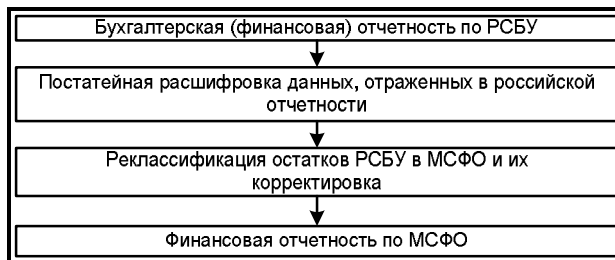 Бухгалтерская (финансовая) отчетность по РСБУ
Постатейная расшифровка данных, отраженных в российской
отчетности
Реклассификация остатков РСБУ в МСФО и их
корректировка
Финансовая отчетность по МСФО